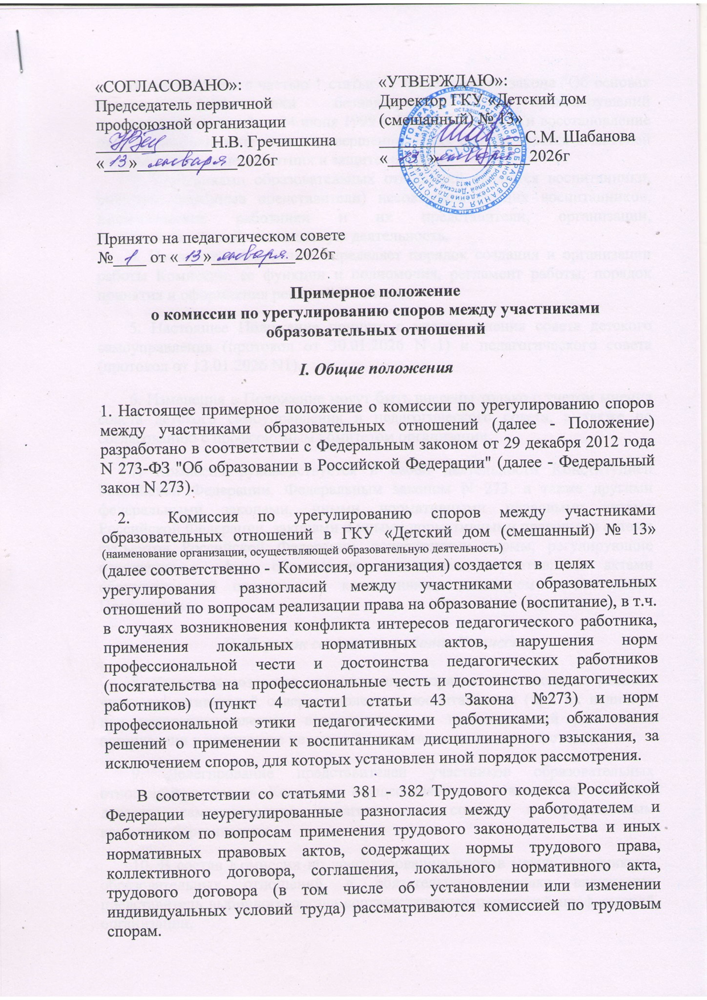 «СОГЛАСОВАНО»:
Председатель первичной
профсоюзной организации
Н.В. Гречишкина
«13» января 2026г
«УТВЕРЖДАЮ»:
Директор ГКУ «Детский дом
(смешанный) № 13»
С.М. Шабанова
«13» января 2026г
Принято на педагогическом совете
№ 1 от «13» января 2026г
Примерное положение
о комиссии по урегулированию споров между участниками
образовательных отношений
I. Общие положения
1. Настоящее примерное положение о комиссии по урегулированию споров
между участниками образовательных отношений (далее - Положение)
разработано в соответствии с Федеральным законом от 29 декабря 2012 года
N 273-ФЗ "Об образовании в Российской Федерации" (далее - Федеральный
закон N 273).
2. Комиссия по урегулированию споров между участниками
образовательных отношений в ГКУ «Детский дом (смешанный) № 13»
(наименование организации, осуществляющей образовательную деятельность)
(далее соответственно - Комиссия, организация) создается в целях
урегулирования разногласий между участниками образовательных
отношений по вопросам реализации права на образование (воспитание), в т.ч.
в случаях возникновения конфликта интересов педагогического работника,
применения локальных нормативных актов, нарушения норм
профессиональной чести и достоинства педагогических работников
(посягательства на профессиональные честь и достоинство педагогических
работников) (пункт 4 части 1 статьи 43 Закона №273) и норм
профессиональной этики педагогическими работниками; обжалования
решений о применении к воспитанникам дисциплинарного взыскания, за
исключением споров, для которых установлен иной порядок рассмотрения.
В соответствии со статьями 381 - 382 Трудового кодекса Российской
Федерации неурегулированные разногласия между работодателем и
работником по вопросам применения трудового законодательства и иных
нормативных правовых актов, содержащих нормы трудового права,
коллективного договора, соглашения, локального нормативного акта,
трудового договора (в том числе об установлении или изменении
индивидуальных условий труда) рассматриваются комиссией по трудовым
спорам.